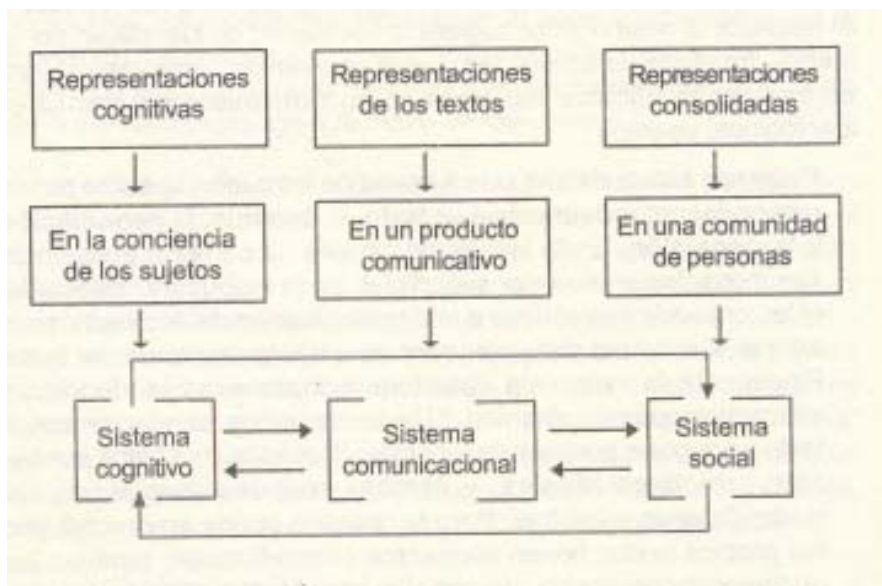 Representaciones
cognitivas
Representaciones
de los textos
Representaciones
consolidadas
En la conciencia
de los sujetos
En un producto
comunicativo
En una comunidad
de personas
Sistema
cognitivo
Sistema
comunicacional
Sistema
social